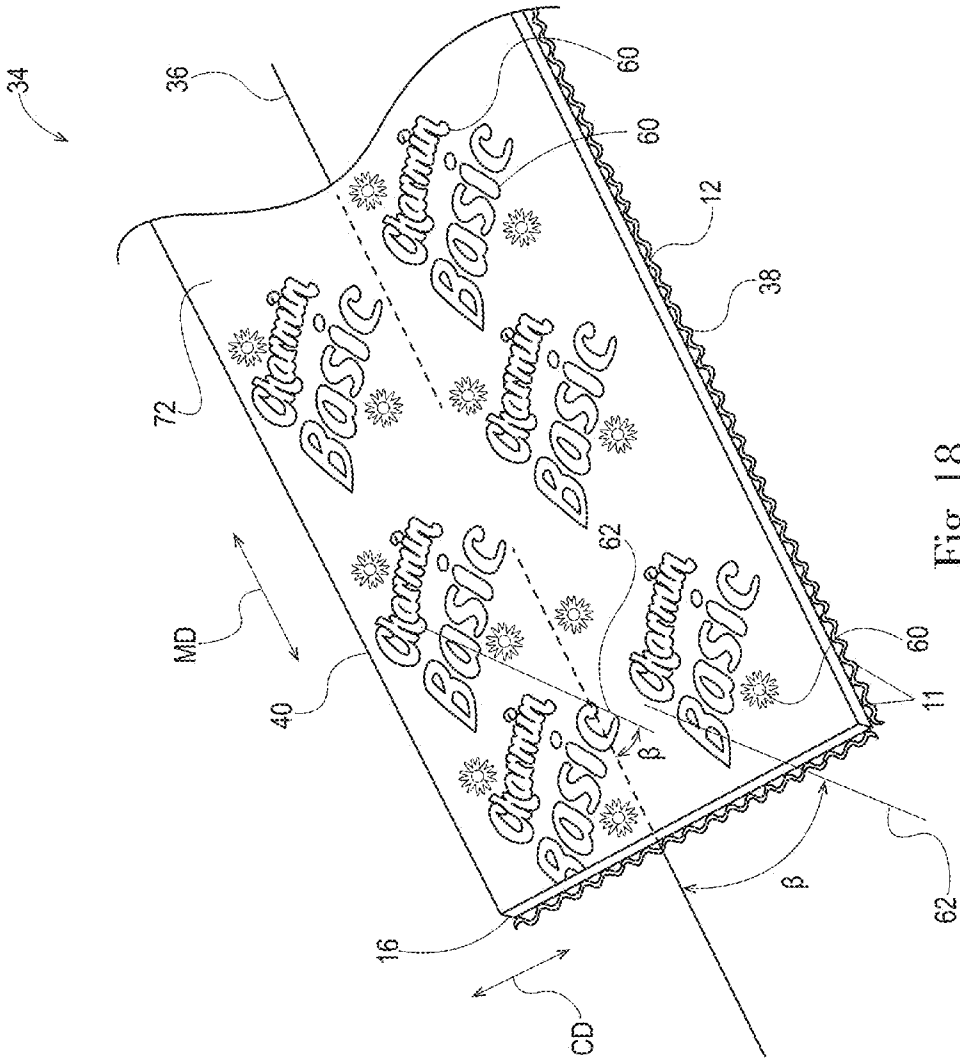 34
36
60
60
12
38
72
MD
40
62
60
11
β
β
62
16
CD
Charmin
Basic
Charmin
Basic
Charmin
Basic
Charmin
Basic
Charmin
Basic
Charmin
Basic
Fig. 18